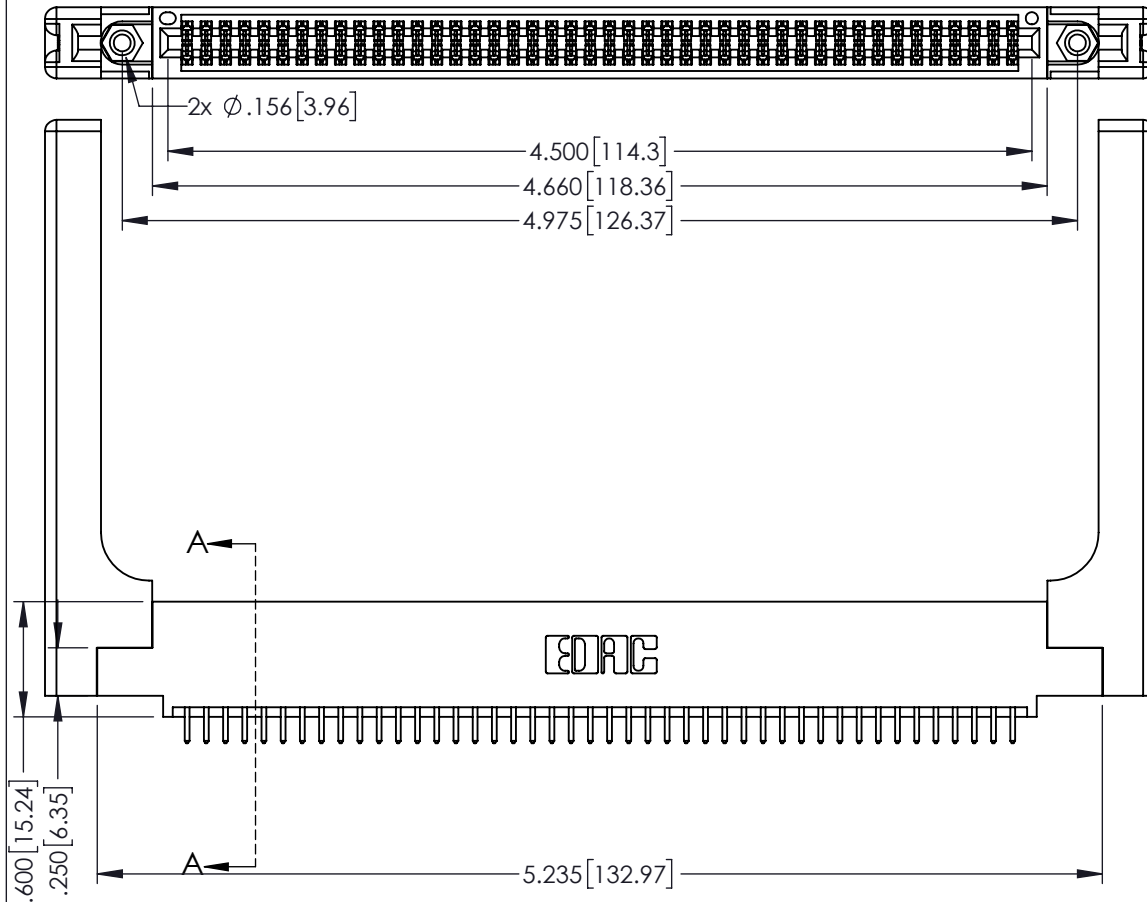 2x ∅.156[3.96]
4.500[114.3]
4.660[118.36]
4.975[126.37]
A
EDAC
.600[15.24]
.250[6.35]
A
5.235[132.97]